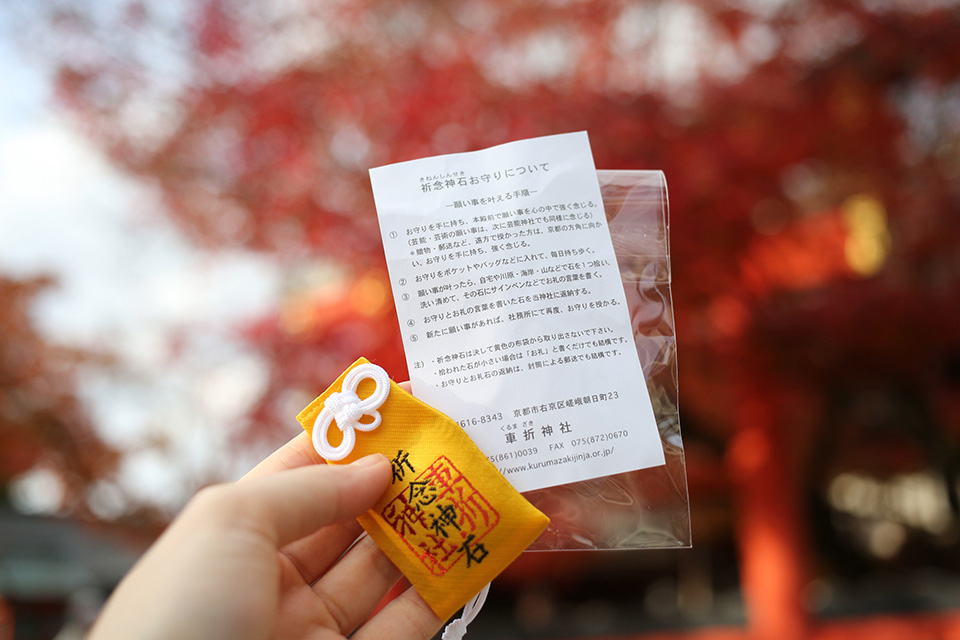 きねんしんせき
祈念神石お守りについて
―願い事を叶える手順―
① お守りを手に持ち、本殿前で願い事を心の中で強く念じる。
(芸能・芸術の願い事は、次に芸能神社でも同様に念じる)
＊贈物・郵送など、遠方で授かった方は、京都の方角に向か
い、お守りを手に持ち、強く念じる。
② お守りをポケットやバッグなどに入れて、毎日持ち歩く。
③ 願い事が叶ったら、自宅や川原・海岸・山などで石を1つ拾い、
洗い清めて、その石にサインペンなどでお礼の言葉を書く。
④ お守りとお礼の言葉を書いた石を当神社に返納する。
⑤ 新たに願い事があれば、社務所にて再度、お守りを授かる。
注)・祈念神石は決して黄色の布袋から取り出さないで下さい。
・拾われた石が小さい場合は「お礼」と書くだけでも結構です。
・お守りとお礼石の返納は、封筒による郵送でも結構です。
616-8343 京都市右京区嵯峨朝日町23
くるま ざき
車折神社
(861)0039 FAX 075(872)0670
//www.kurumazakijinja.or.jp/
祈念神石
車折神社